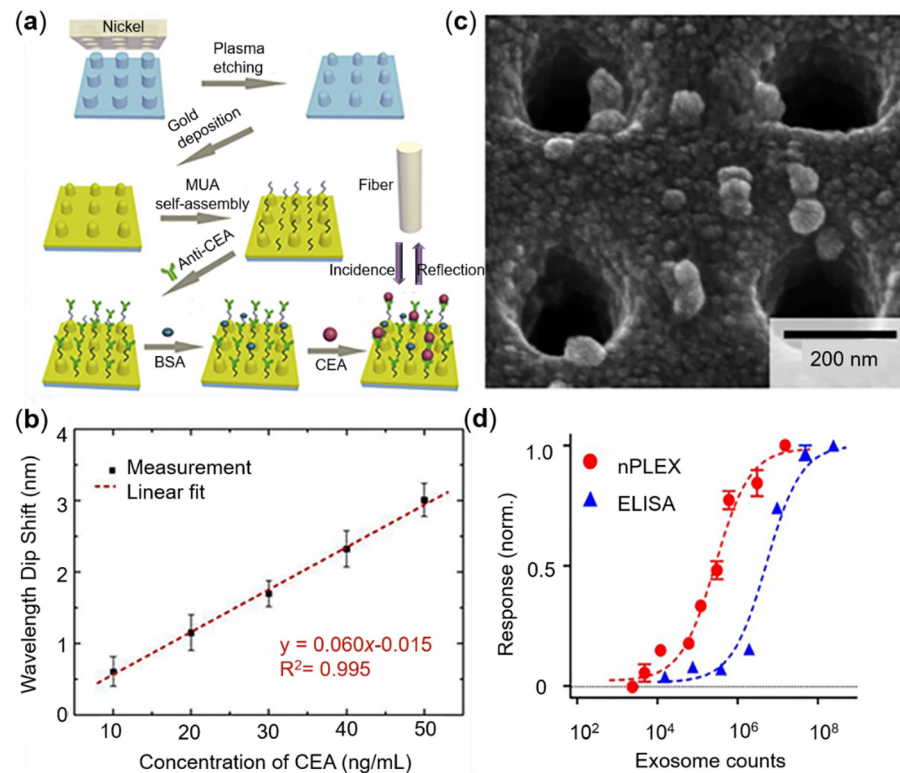 (a)
Nickel
Plasma
etching
Gold
deposition
MUA
self-assembly
Fiber
Anti-CEA
Incidence
Reflection
BSA
CEA
(c)
200 nm
(b)
Wavelength Dip Shift (nm)
4
3
2
1
0
Measurement
Linear fit
y = 0.060x-0.015
R²= 0.995
10 20 30 40 50
Concentration of CEA (ng/mL)
(d)
Response (norm.)
1.0
0.5
0
nPLEX
ELISA
10² 10⁴ 10⁶ 10⁸
Exosome counts